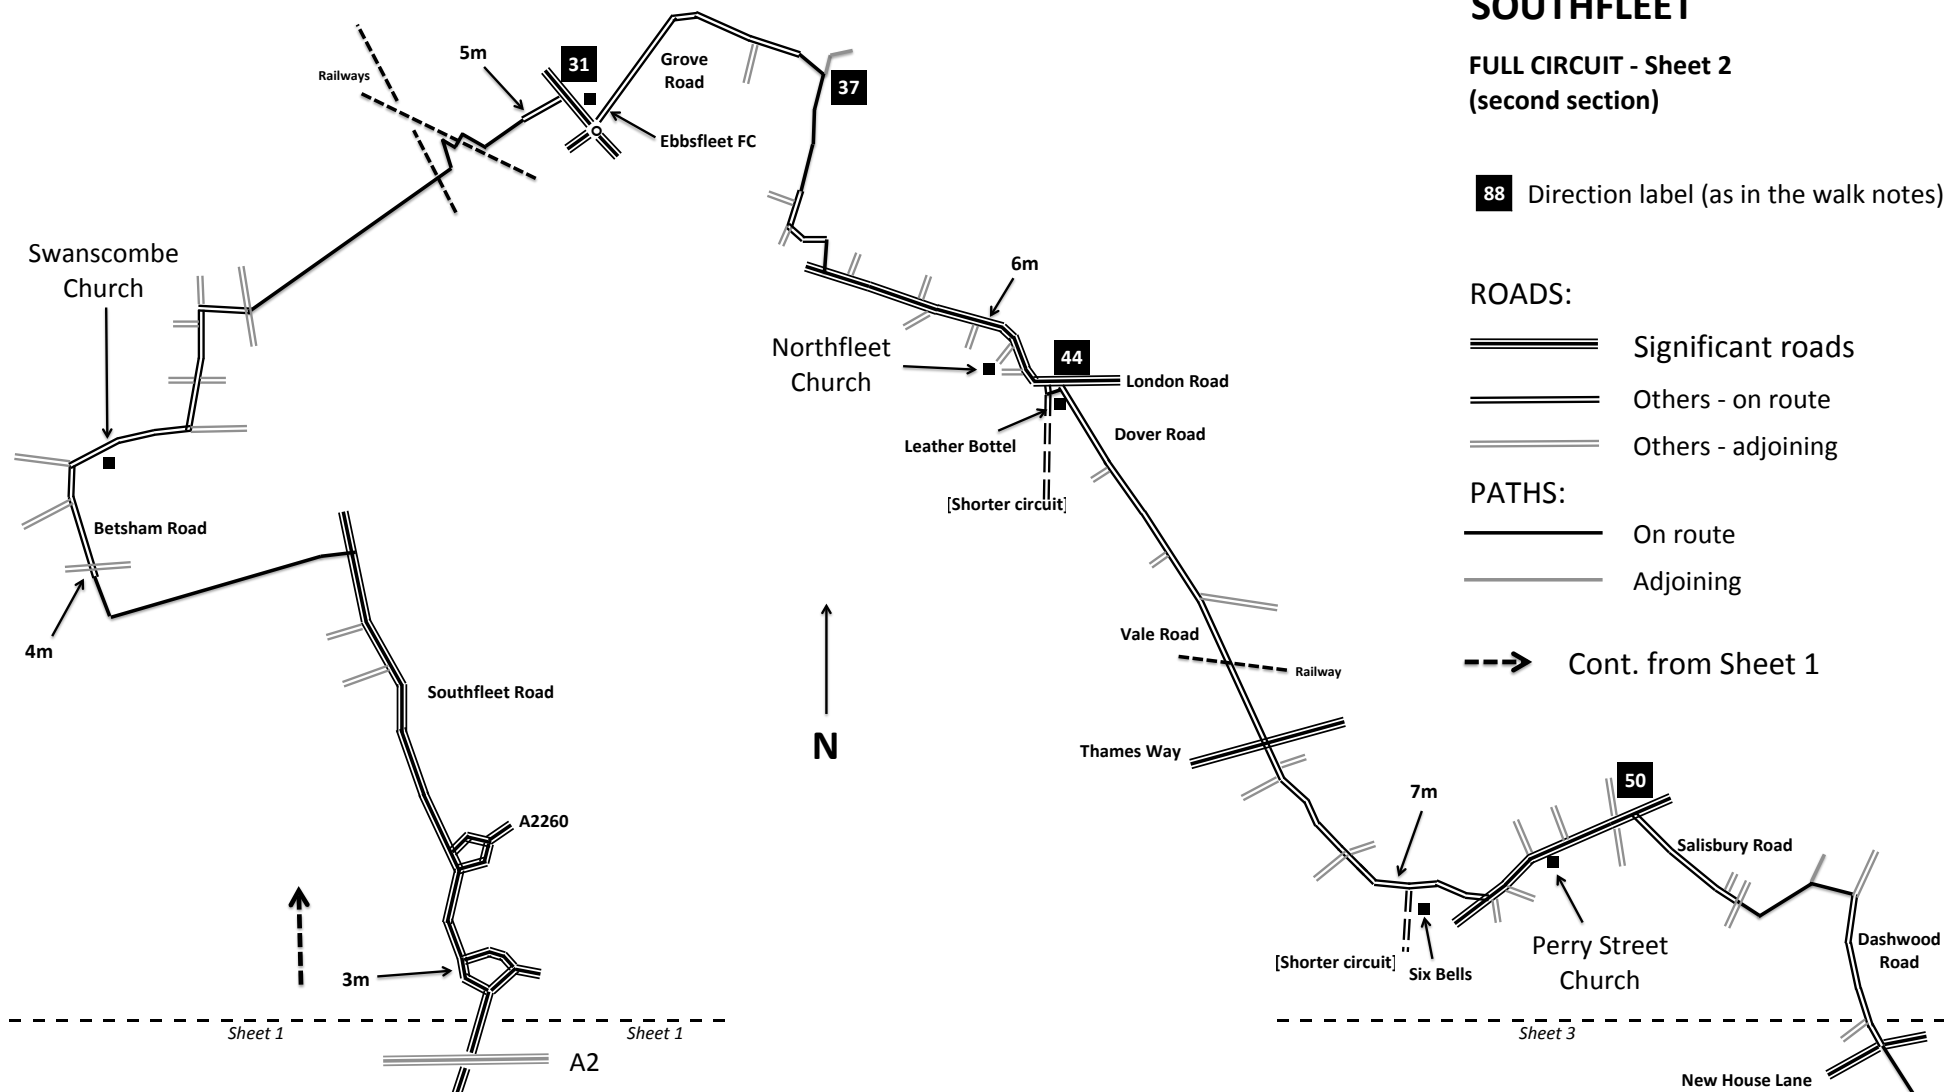 SOUTHFLEET
FULL CIRCUIT - Sheet 2
(second section)
88 Direction label (as in the walk notes)
ROADS:
Significant roads
Others - on route
Others - adjoining
PATHS:
On route
Adjoining
Cont. from Sheet 1
Railways
5m
31
Grove
Road
37
Ebbsfleet FC
Swanscombe
Church
6m
Northfleet
Church
44
London Road
Leather Bottel
Dover Road
[Shorter circuit]
Betsham Road
4m
Southfleet Road
N
Vale Road
Railway
Thames Way
A2260
7m
50
Salisbury Road
3m
[Shorter circuit]
Six Bells
Perry Street
Church
Dashwood
Road
Sheet 1
Sheet 1
Sheet 3
A2
New House Lane